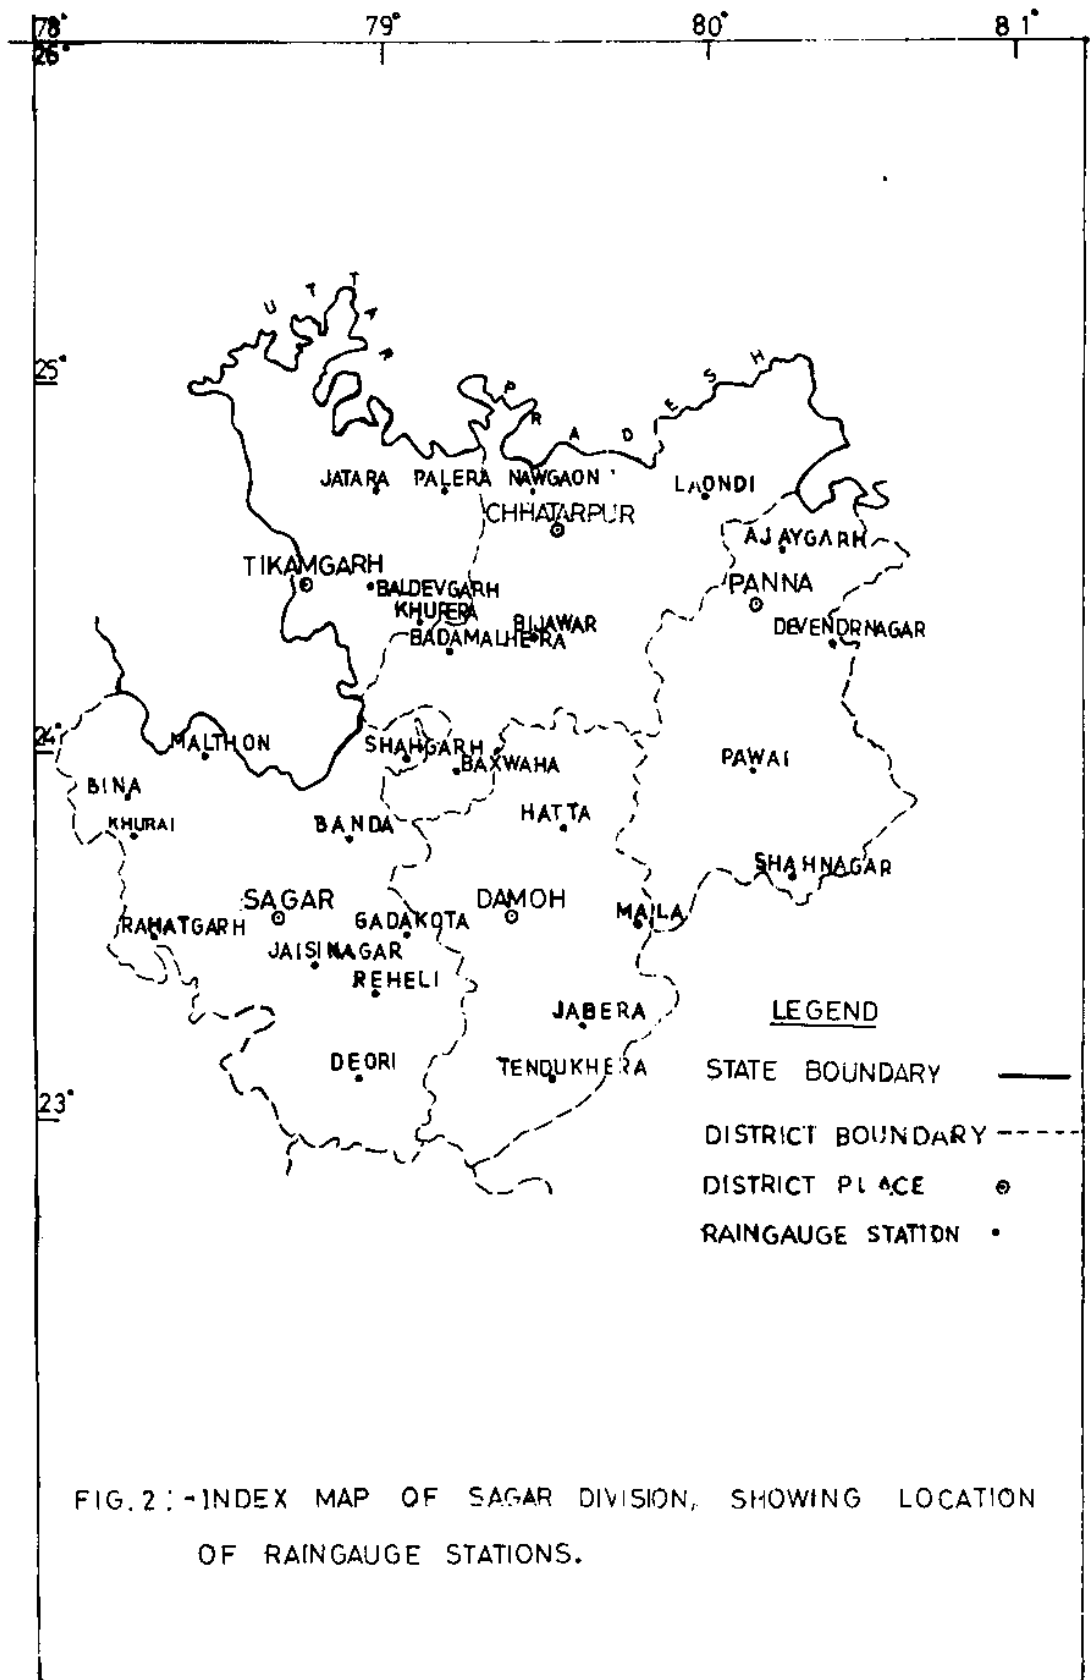 78° 79° 80° 81°
26°
UTTAR PRADESH
25°
JATARA PALERA NAWGAON LAONDI
CHHATARPUR
AJAYGARH
TIKAMGARH
PANNA
BALDEVGARH
KHURERA
BIJAWAR
DEVENDRNAGAR
BADAMALHERA
24°
MALTHON SHAHGARH
BAXWAHA
PAWAI
BINA
HATTA
KHURAI BANDA
SHAHNAGAR
SAGAR DAMOH
MAJLA
RAHATGARH GADAKOTA
JAISINAGAR
REHELI
JABERA
LEGEND
DEORI TENDUKHERA
STATE BOUNDARY
23°
DISTRICT BOUNDARY
DISTRICT PLACE
RAINGAUGE STATION
FIG. 2 :- INDEX MAP OF SAGAR DIVISION, SHOWING LOCATION
OF RAINGAUGE STATIONS.